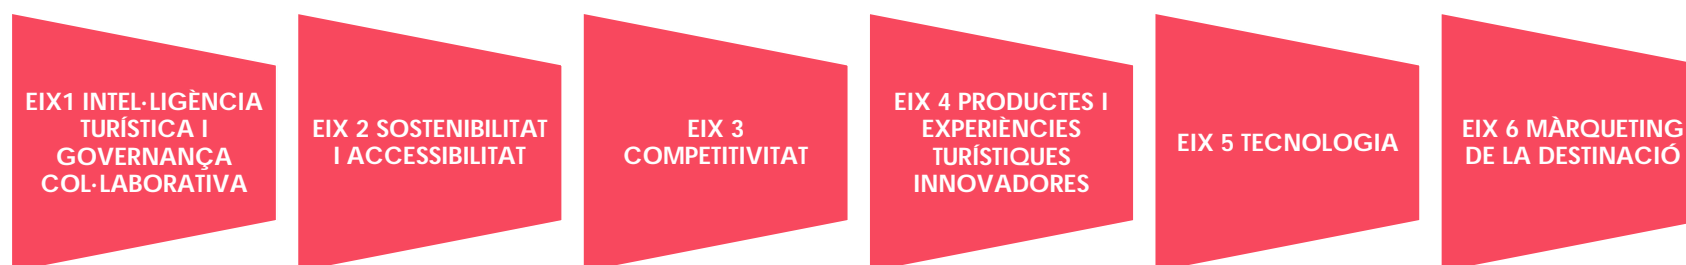 EIX1 INTEL·LIGÈNCIA
TURÍSTICA I
GOVERNANÇA
COL·LABORATIVA
EIX 2 SOSTENIBILITAT
I ACCESSIBILITAT
EIX 3
COMPETITIVITAT
EIX 4 PRODUCTES I
EXPERIÈNCIES
TURÍSTIQUES
INNOVADORES
EIX 5 TECNOLOGIA
EIX 6 MÀRQUETING
DE LA DESTINACIÓ